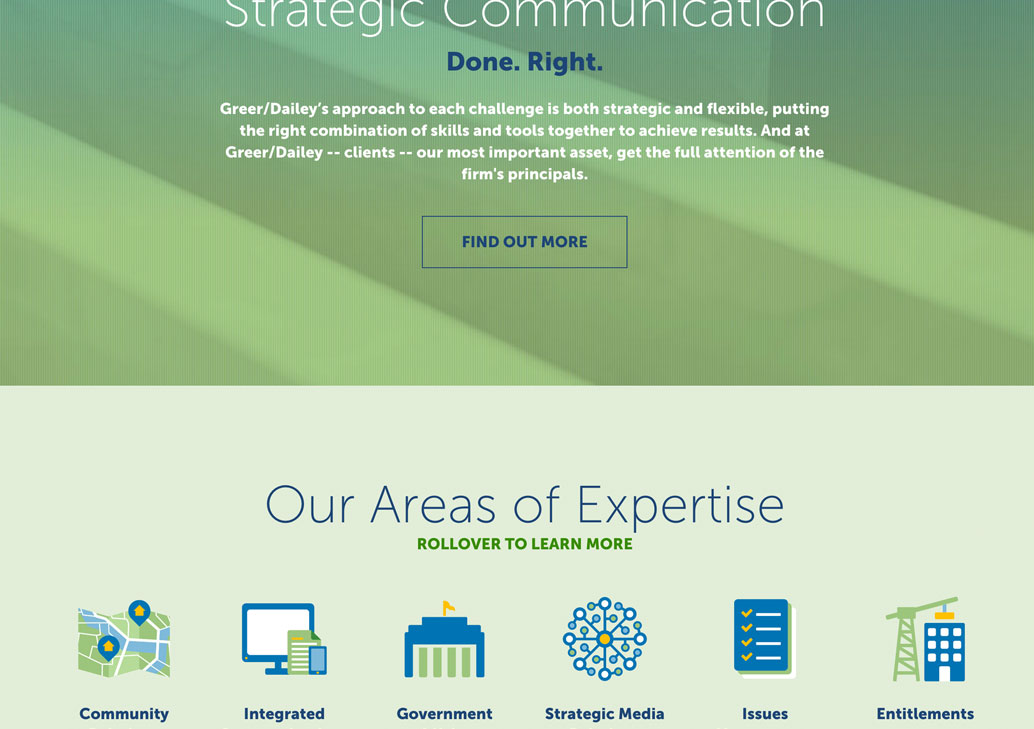 Strategic Communication
Done. Right.
Greer/Dailey’s approach to each challenge is both strategic and flexible, putting
the right combination of skills and tools together to achieve results. And at
Greer/Dailey -- clients -- our most important asset, get the full attention of the
firm's principals.
FIND OUT MORE
Our Areas of Expertise
ROLLOVER TO LEARN MORE
Community
Integrated
Government
Strategic Media
Issues
Entitlements